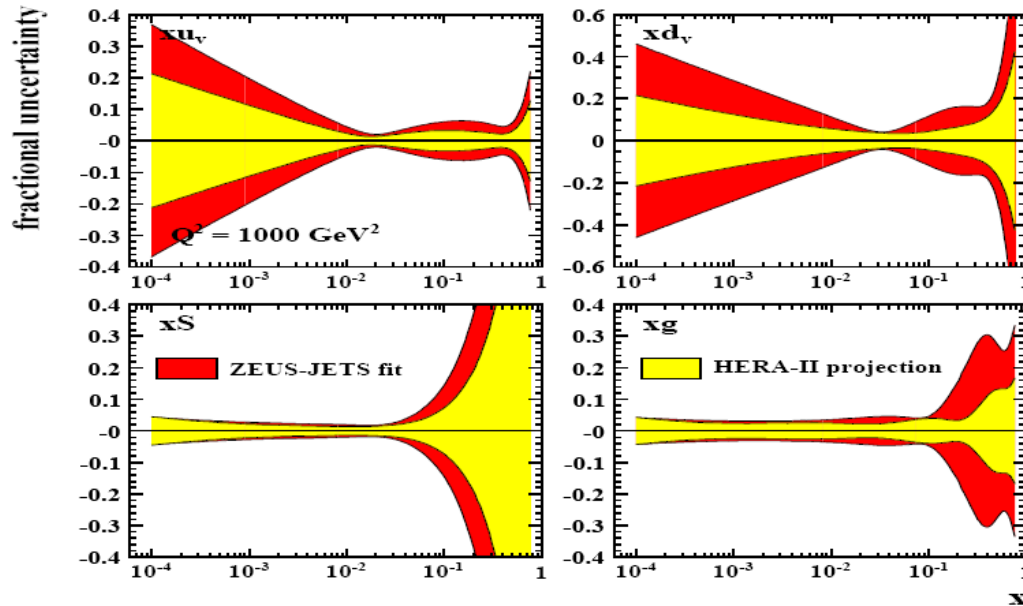 fractional uncertainty
xu_v
0.4
0.3
0.2
0.1
-0
-0.1
-0.2
-0.3
-0.4
Q² = 1000 GeV²
10⁻⁴ 10⁻³ 10⁻² 10⁻¹ 1
xd_v
0.6
0.4
0.2
-0
-0.2
-0.4
-0.6
10⁻⁴ 10⁻³ 10⁻² 10⁻¹ 1
xS
0.4
0.3
0.2
0.1
-0
-0.1
-0.2
-0.3
-0.4
ZEUS-JETS fit
10⁻⁴ 10⁻³ 10⁻² 10⁻¹ 1
xg
0.4
0.3
0.2
0.1
-0
-0.1
-0.2
-0.3
-0.4
HERA-II projection
10⁻⁴ 10⁻³ 10⁻² 10⁻¹ 1
x